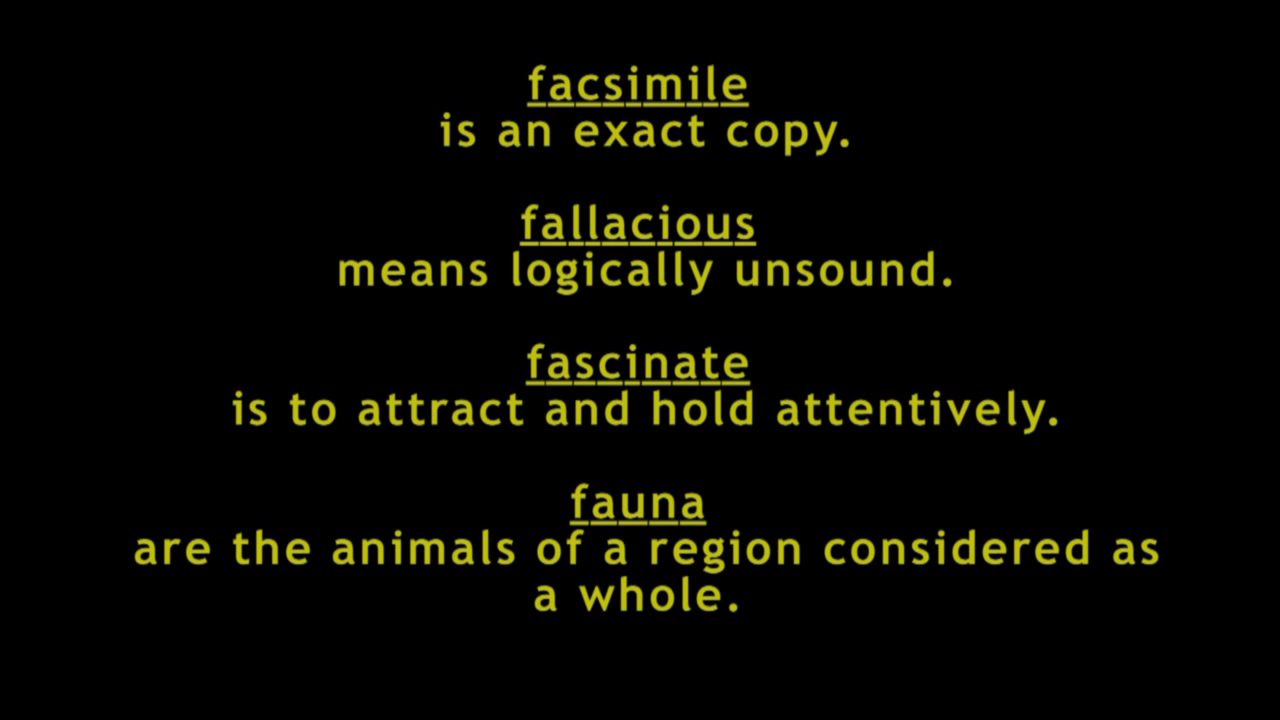 facsimile
is an exact copy.
fallacious
means logically unsound.
fascinate
is to attract and hold attentively.
fauna
are the animals of a region considered as
a whole.